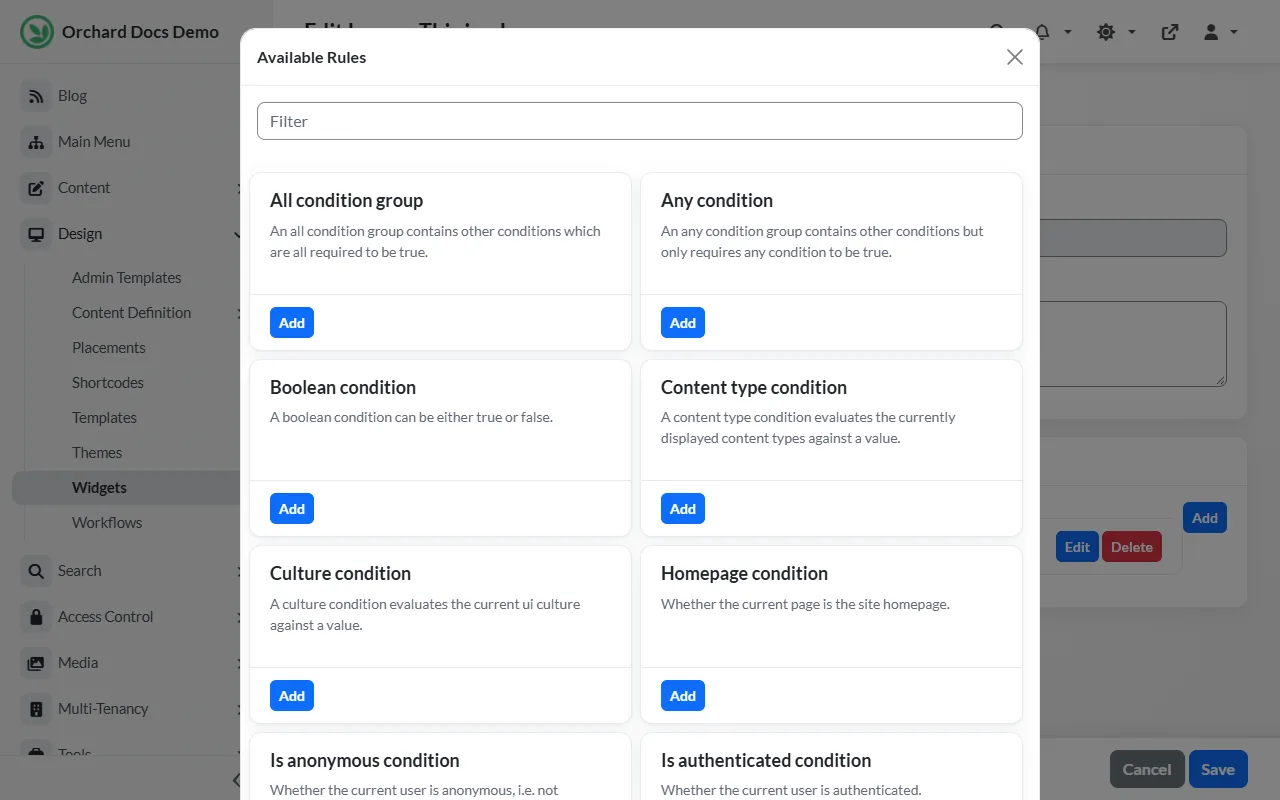 Orchard Docs Demo
Available Rules
Filter
Blog
Main Menu
Content
Design
Admin Templates
Content Definition
Placements
Shortcodes
Templates
Themes
Widgets
Workflows
Search
Access Control
Media
Multi-Tenancy
Tools
All condition group
An all condition group contains other conditions which
are all required to be true.
Add
Any condition
An any condition group contains other conditions but
only requires any condition to be true.
Add
Boolean condition
A boolean condition can be either true or false.
Add
Content type condition
A content type condition evaluates the currently
displayed content types against a value.
Add
Culture condition
A culture condition evaluates the current ui culture
against a value.
Add
Homepage condition
Whether the current page is the site homepage.
Add
Is anonymous condition
Whether the current user is anonymous, i.e. not
Is authenticated condition
Whether the current user is authenticated.
Add
Edit Delete
Cancel Save